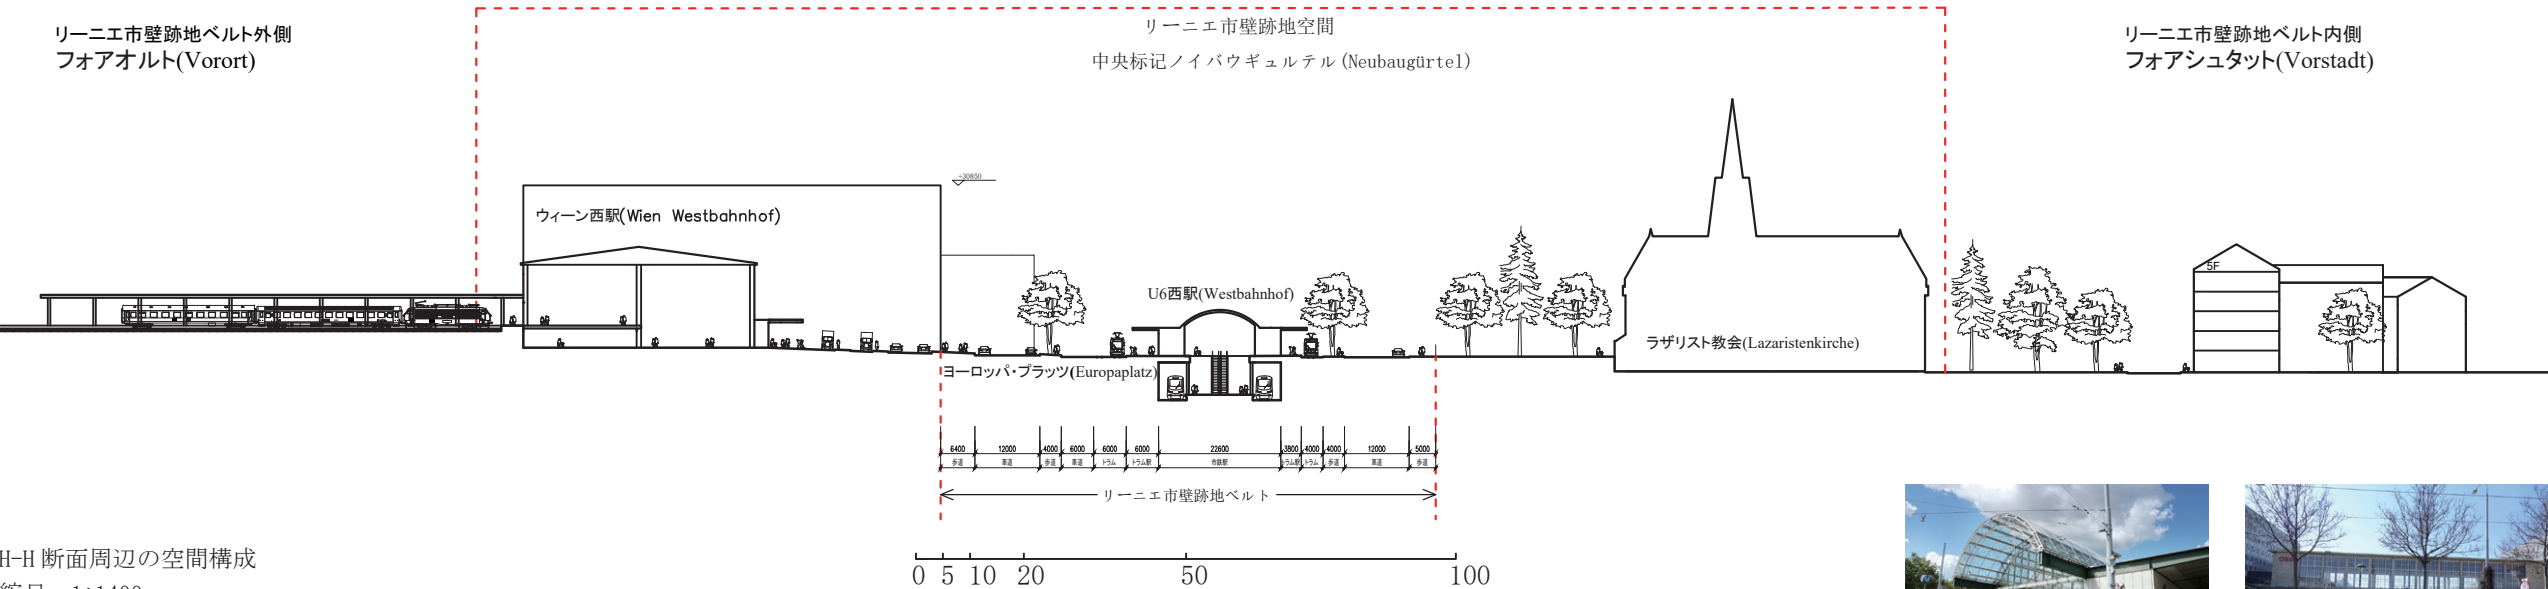 リーニエ市壁跡地ベルト外側
フォアオルト(Vorort)
リーニエ市壁跡地空間
中央标记ノイバウギュルテル(Neubaugürtel)
リーニエ市壁跡地ベルト内側
フォアシュタット(Vorstadt)
+30850
ウィーン西駅(Wien Westbahnhof)
U6西駅(Westbahnhof)
5F
ラザリスト教会(Lazaristenkirche)
ヨーロッパ・プラッツ(Europaplatz)
6400 12000 4000 6000 6000 6000 22600 3800 4000 4000 12000 5000
歩道 車道 歩道 車道 トラム トラム駅 市鉄駅 トラム駅 トラム 歩道 車道 歩道
リーニエ市壁跡地ベルト
0 5 10 20 50 100
H-H 断面周辺の空間構成